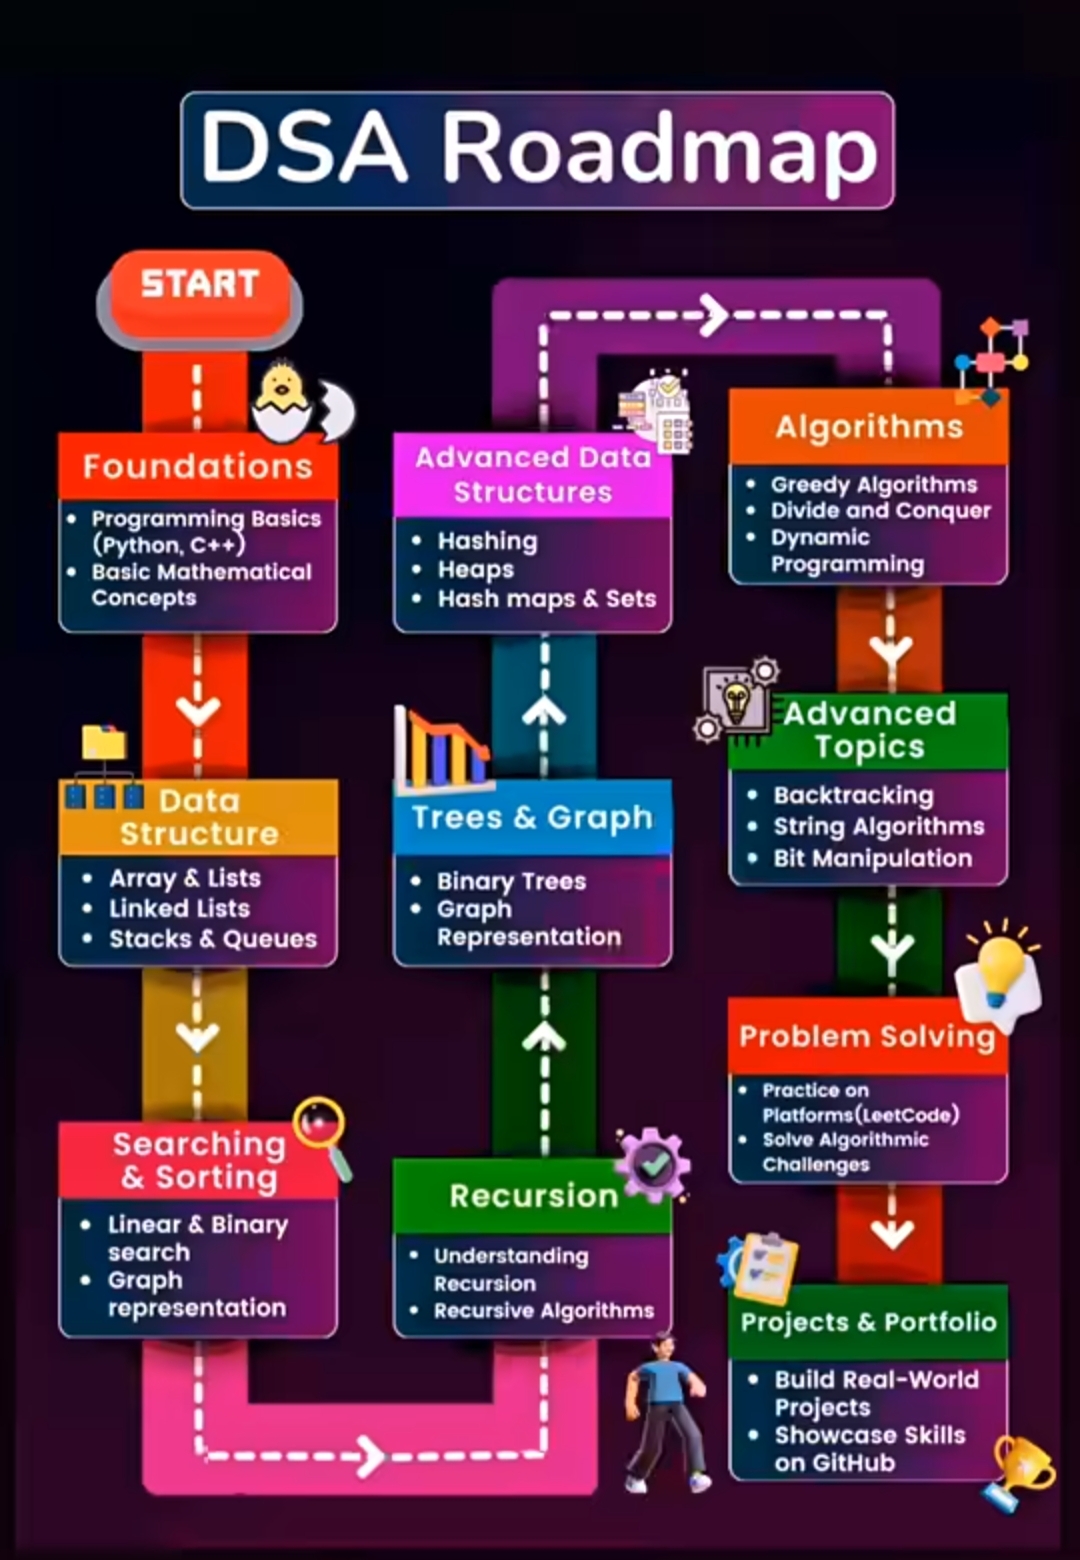 DSA Roadmap
START
Foundations
• Programming Basics
(Python, C++)
• Basic Mathematical
Concepts
Data
Structure
• Array & Lists
• Linked Lists
• Stacks & Queues
Searching
& Sorting
• Linear & Binary
search
• Graph
representation
Recursion
• Understanding
Recursion
• Recursive Algorithms
Trees & Graph
• Binary Trees
• Graph
Representation
Advanced Data
Structures
• Hashing
• Heaps
• Hash maps & Sets
Algorithms
• Greedy Algorithms
• Divide and Conquer
• Dynamic
Programming
Advanced
Topics
• Backtracking
• String Algorithms
• Bit Manipulation
Problem Solving
• Practice on
Platforms(LeetCode)
• Solve Algorithmic
Challenges
Projects & Portfolio
• Build Real-World
Projects
• Showcase Skills
on GitHub